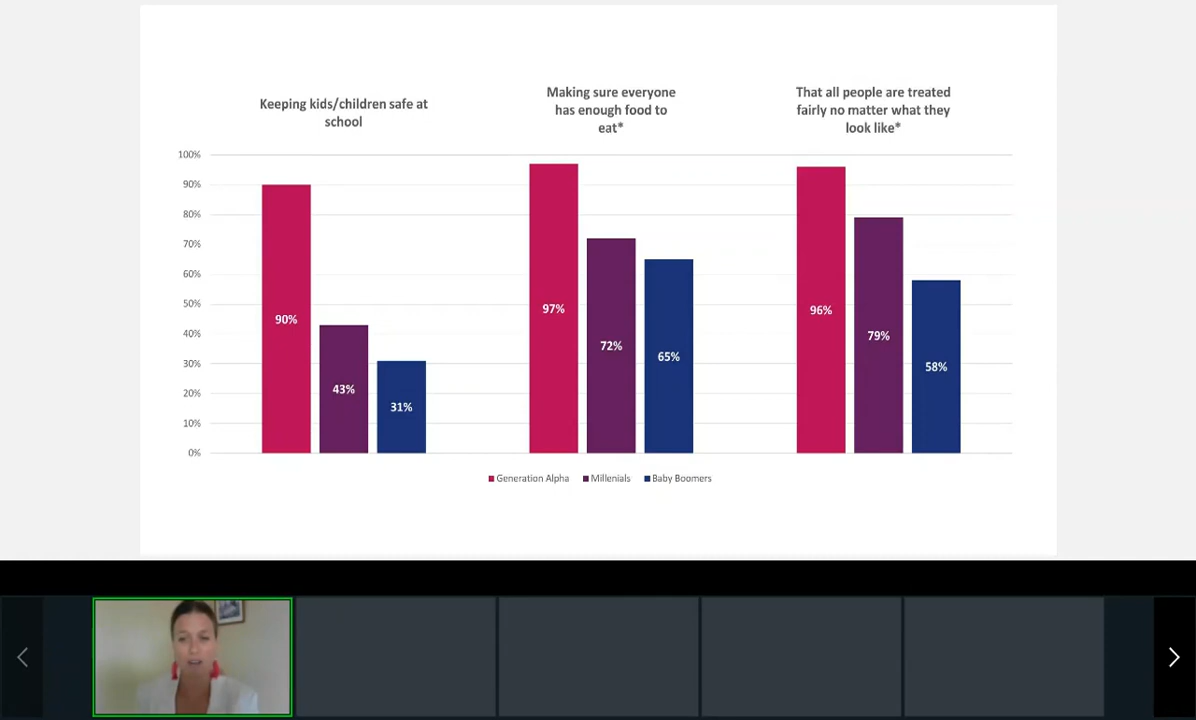 Keeping kids/children safe at
school
Making sure everyone
has enough food to
eat*
That all people are treated
fairly no matter what they
look like*
100%
90%
80%
70%
60%
50%
40%
30%
20%
10%
0%
90%
43%
31%
97%
72%
65%
96%
79%
58%
Generation Alpha Millenials Baby Boomers